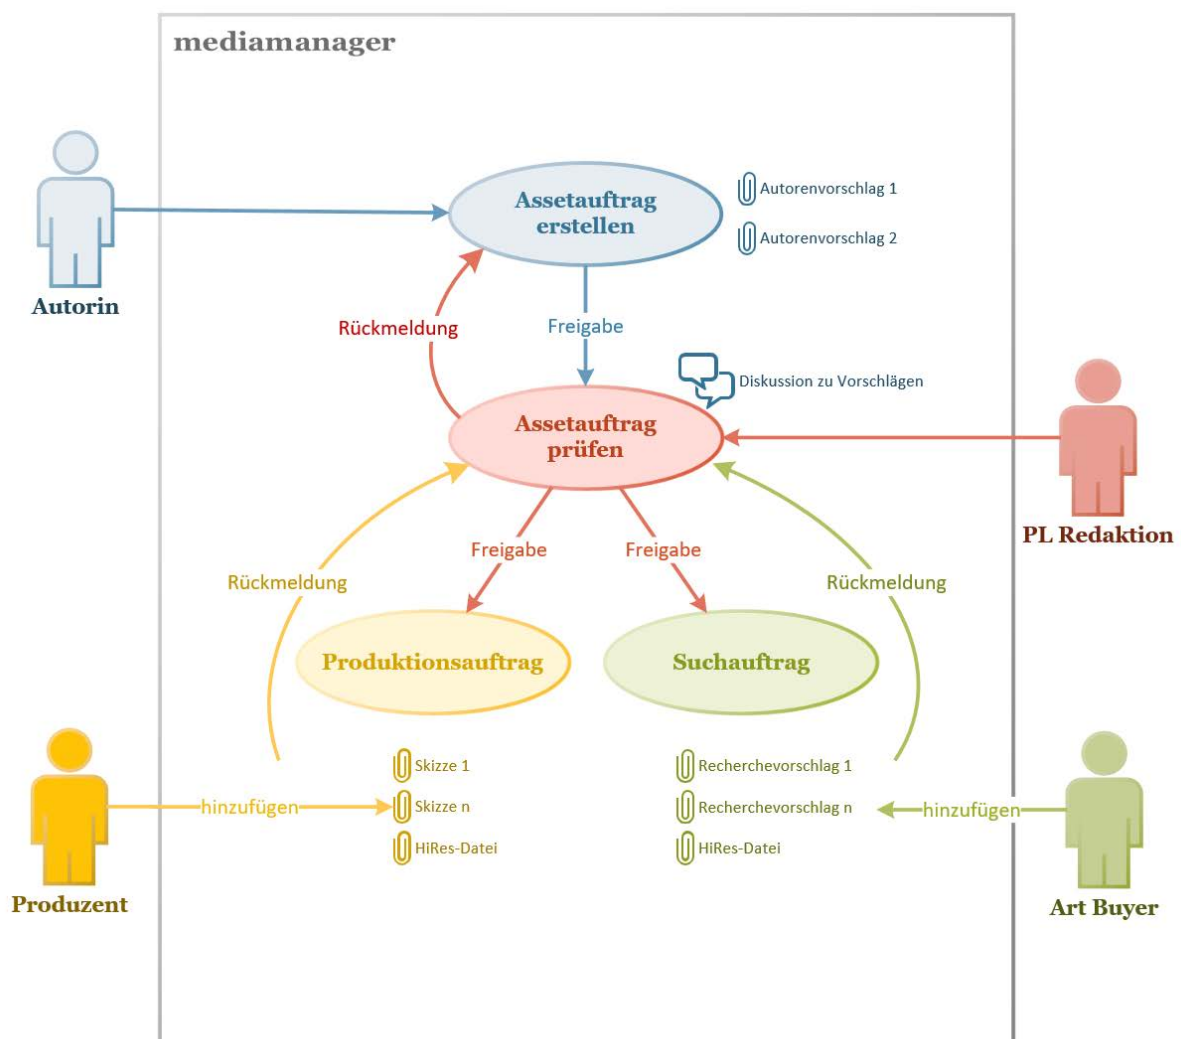 mediamanager
Assetauftrag
erstellen
Autorenvorschlag 1
Autorenvorschlag 2
Autorin
Rückmeldung
Freigabe
Diskussion zu Vorschlägen
Assetauftrag
prüfen
PL Redaktion
Freigabe
Freigabe
Rückmeldung
Rückmeldung
Produktionsauftrag
Suchauftrag
Skizze 1
Recherchevorschlag 1
hinzufügen
Skizze n
Recherchevorschlag n
hinzufügen
HiRes-Datei
HiRes-Datei
Produzent
Art Buyer